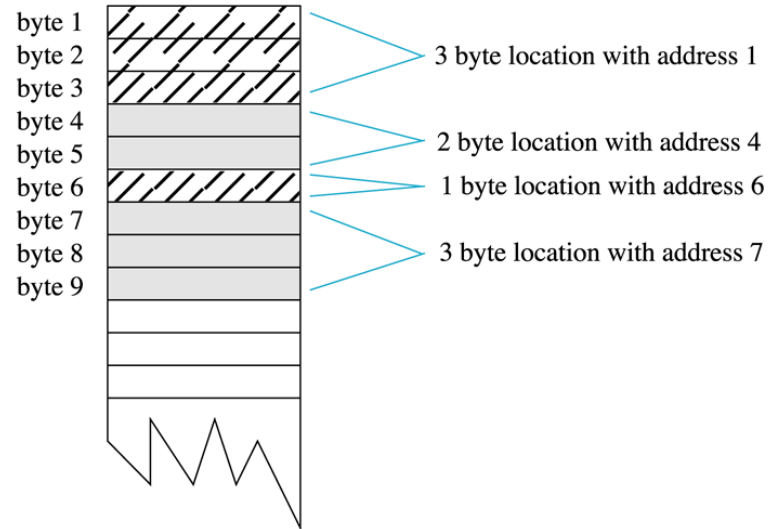 byte 1
byte 2
byte 3
byte 4
byte 5
byte 6
byte 7
byte 8
byte 9
3 byte location with address 1
2 byte location with address 4
1 byte location with address 6
3 byte location with address 7